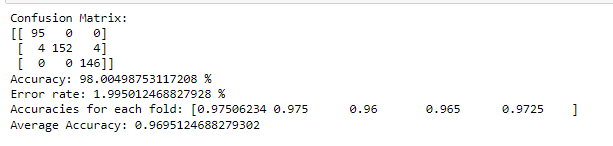 Confusion Matrix:
[[ 95   0   0]
 [  4 152   4]
 [  0   0 146]]
Accuracy: 98.00498753117208 %
Error rate: 1.995012468827928 %
Accuracies for each fold: [0.97506234 0.975      0.96       0.965      0.9725    ]
Average Accuracy: 0.9695124688279302